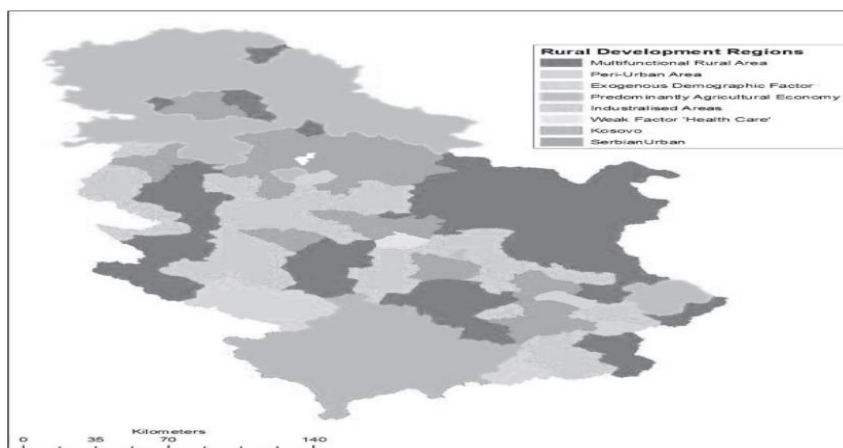 Rural Development Regions
Multifunctional Rural Area
Peri-Urban Area
Exogenous Demographic Factor
Predominantly Agricultural Economy
Industralised Areas
Weak Factor 'Health Care'
Kosovo
SerbianUrban
Kilometers
0 35 70 140